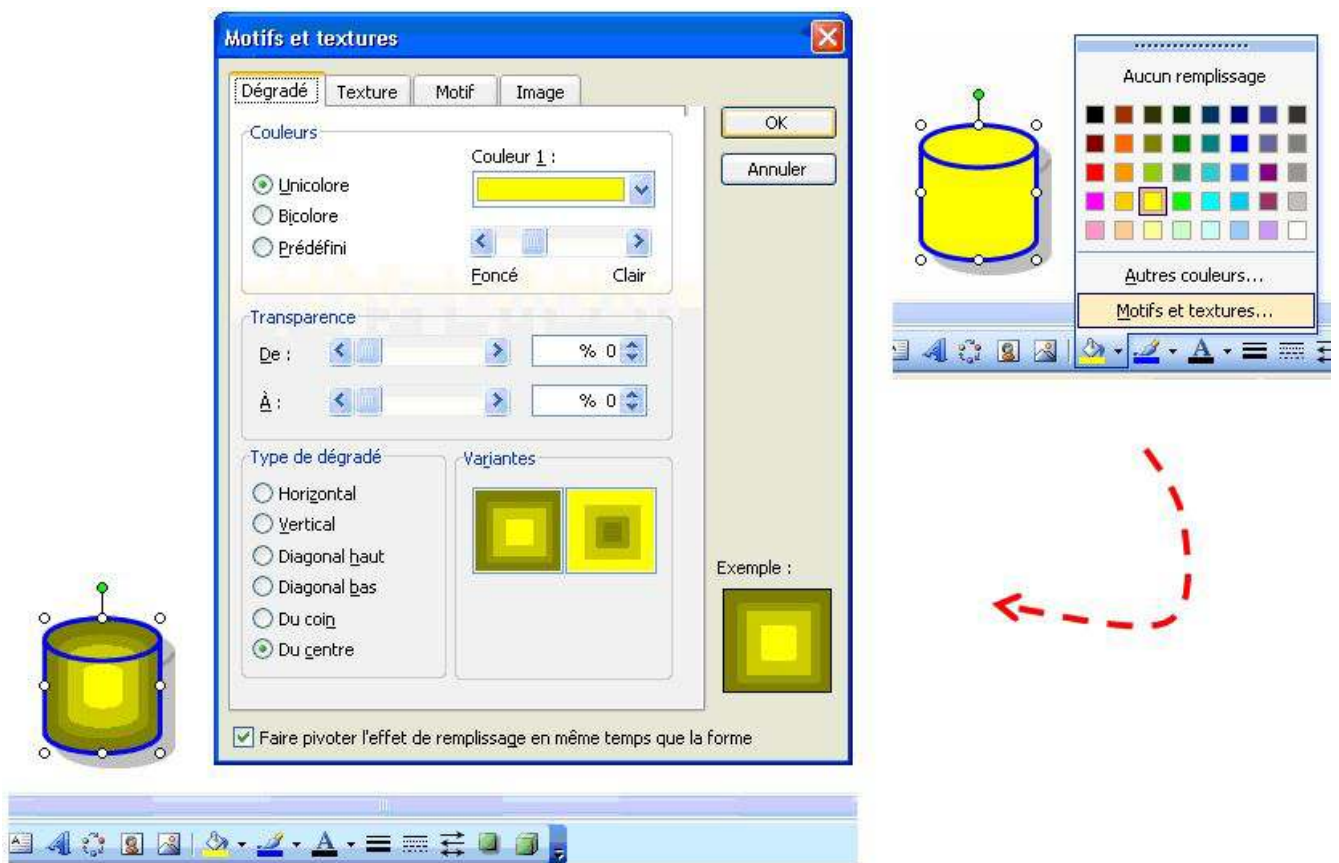 Motifs et textures
Dégradé Texture Motif Image
Couleurs
Unicolore
Bicolore
Prédéfini
Couleur 1 :
Foncé Clair
OK
Annuler
Transparence
De : % 0
À : % 0
Type de dégradé
Horizontal
Vertical
Diagonal haut
Diagonal bas
Du coin
Du centre
Variantes
Exemple :
Faire pivoter l'effet de remplissage en même temps que la forme
Aucun remplissage
Autres couleurs...
Motifs et textures...